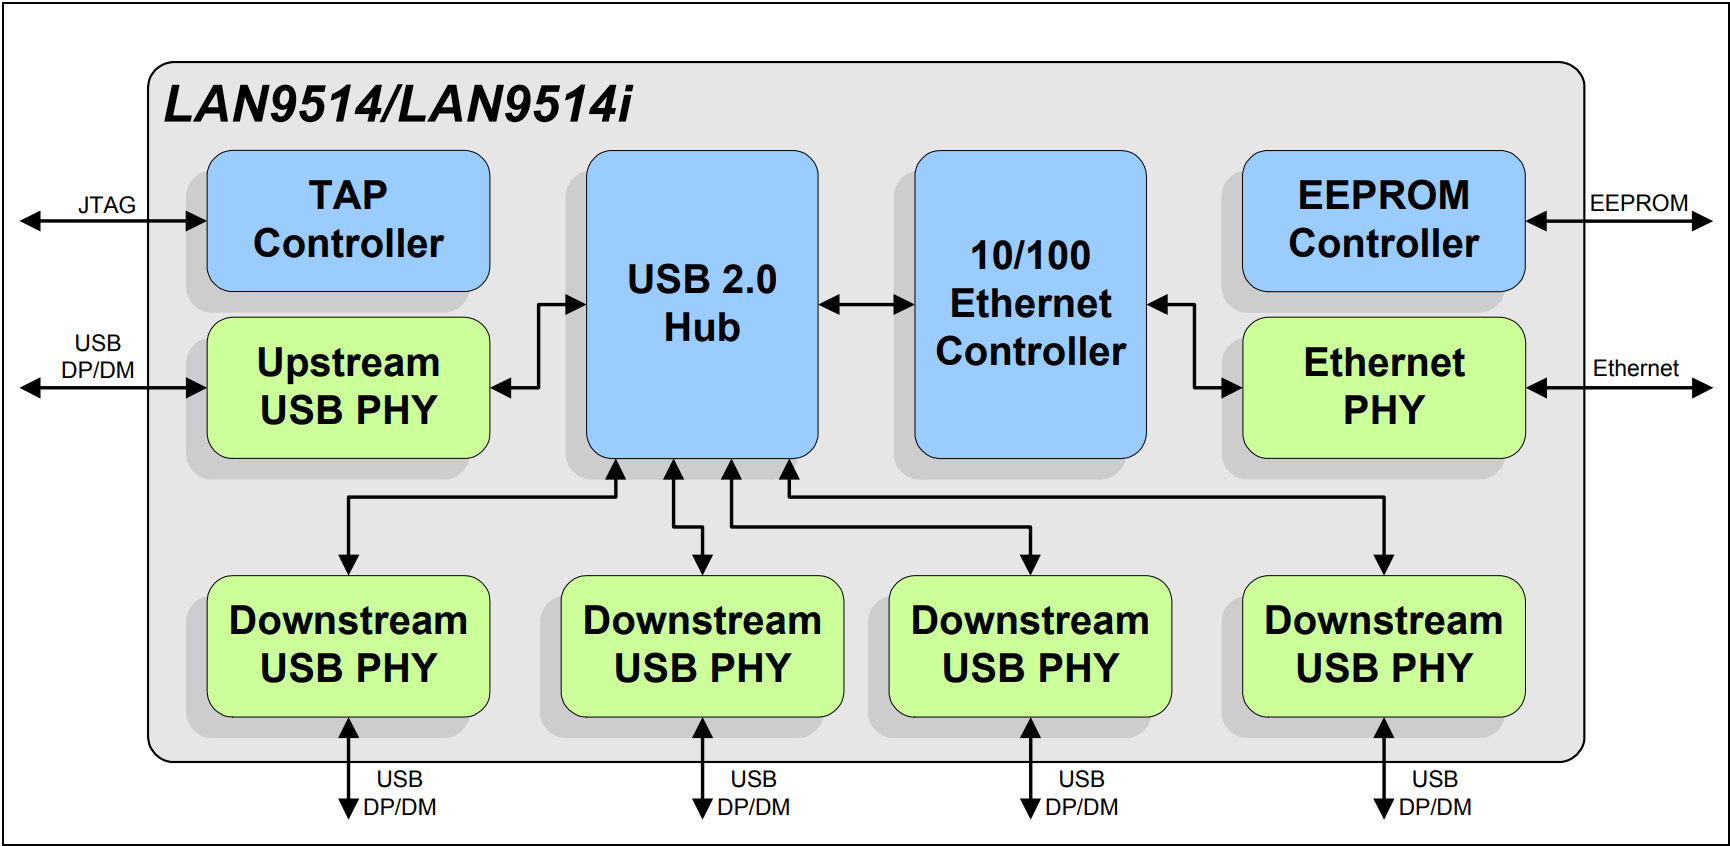 LAN9514/LAN9514i
TAP
Controller
USB 2.0
Hub
10/100
Ethernet
Controller
EEPROM
Controller
JTAG
EEPROM
USB
DP/DM
Upstream
USB PHY
Ethernet
PHY
Ethernet
Downstream
USB PHY
Downstream
USB PHY
Downstream
USB PHY
Downstream
USB PHY
USB
DP/DM
USB
DP/DM
USB
DP/DM
USB
DP/DM